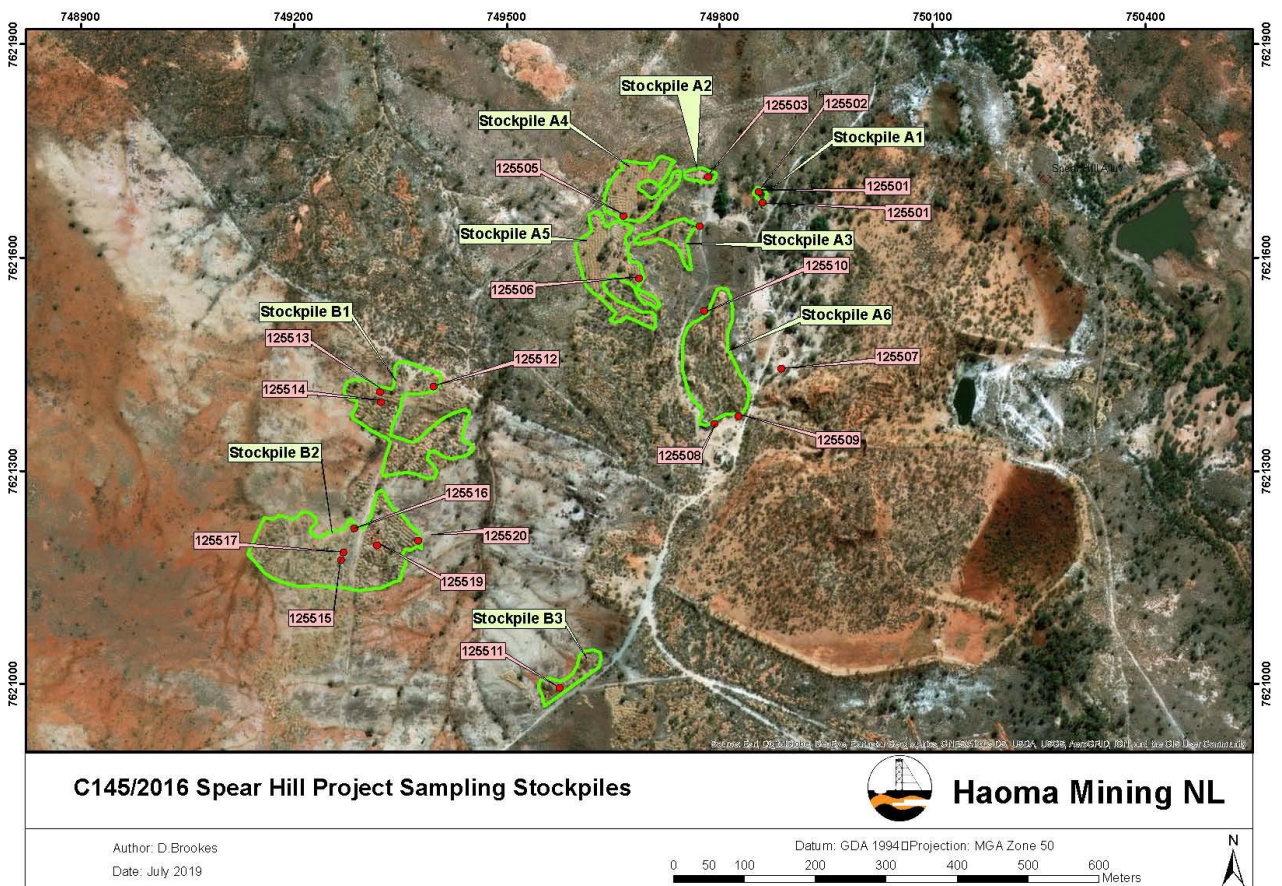 748900 749200 749500 749800 750100 750400
7621900 7621900
Stockpile A2
125503
125502
Stockpile A4
Stockpile A1
125505
125501
125501
Stockpile A5
Stockpile A3
7621600 7621600
125510
125506
Stockpile B1
Stockpile A6
125513
125512
125507
125514
125509
Stockpile B2
125508
7621300 7621300
125516
125517
125520
125519
125515
Stockpile B3
125511
7621000 7621000
C145/2016 Spear Hill Project Sampling Stockpiles
Haoma Mining NL
Author: D.Brookes
Date: July 2019
Datum: GDA 1994 Projection: MGA Zone 50
0 50 100 200 300 400 500 600
Meters
N